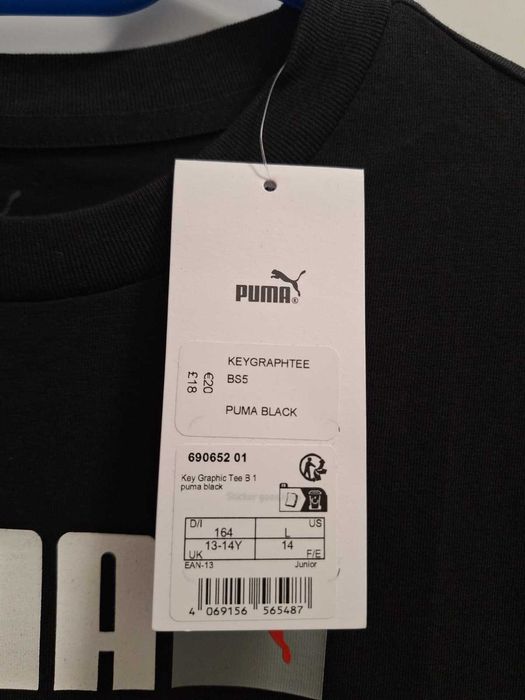 PUMA®
KEYGRAPHTEE
BS5
€20
£18
PUMA BLACK
690652 01
Key Graphic Tee B 1
puma black
D/I 164 L US
UK 13-14Y 14 F/E
EAN-13 Junior
4 069156 565487
MA